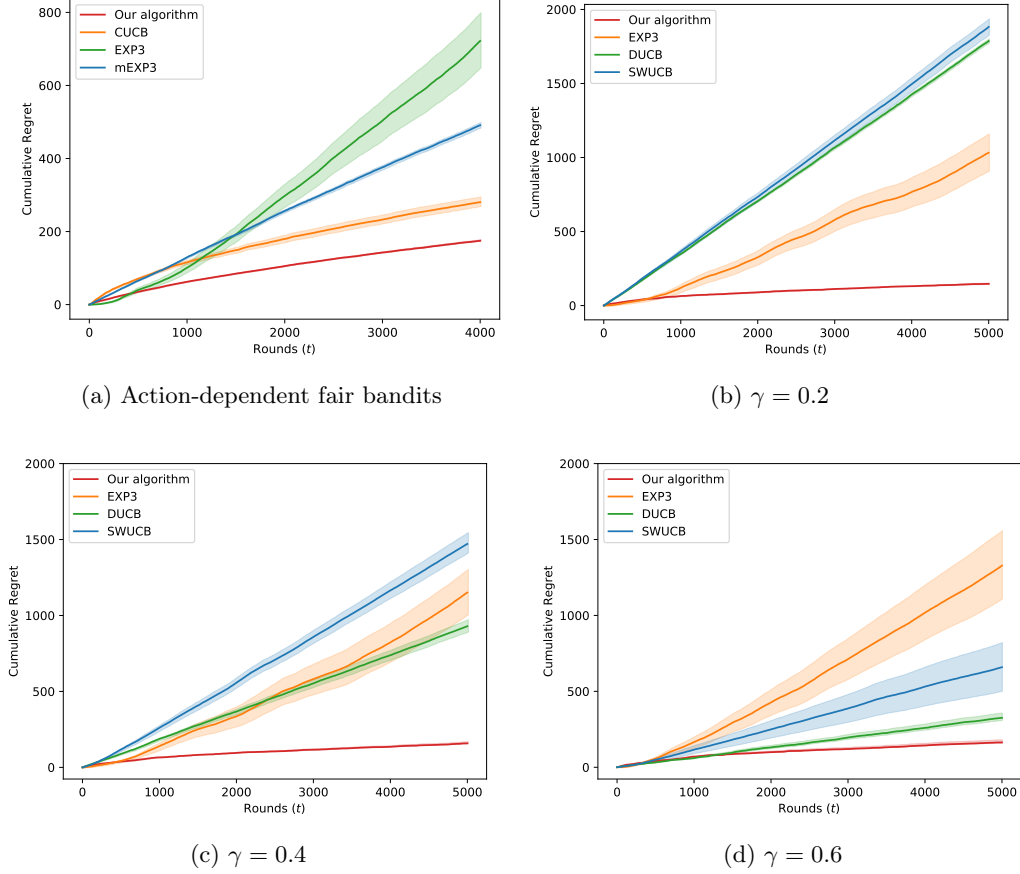 800
600
400
200
0
Cumulative Regret
Our algorithm
CUCB
EXP3
mEXP3
0 1000 2000 3000 4000
Rounds (t)
(a) Action-dependent fair bandits
2000
1500
1000
500
0
Cumulative Regret
Our algorithm
EXP3
DUCB
SWUCB
0 1000 2000 3000 4000 5000
Rounds (t)
(b) γ = 0.2
2000
1500
1000
500
0
Cumulative Regret
Our algorithm
EXP3
DUCB
SWUCB
0 1000 2000 3000 4000 5000
Rounds (t)
(c) γ = 0.4
2000
1500
1000
500
0
Cumulative Regret
Our algorithm
EXP3
DUCB
SWUCB
0 1000 2000 3000 4000 5000
Rounds (t)
(d) γ = 0.6